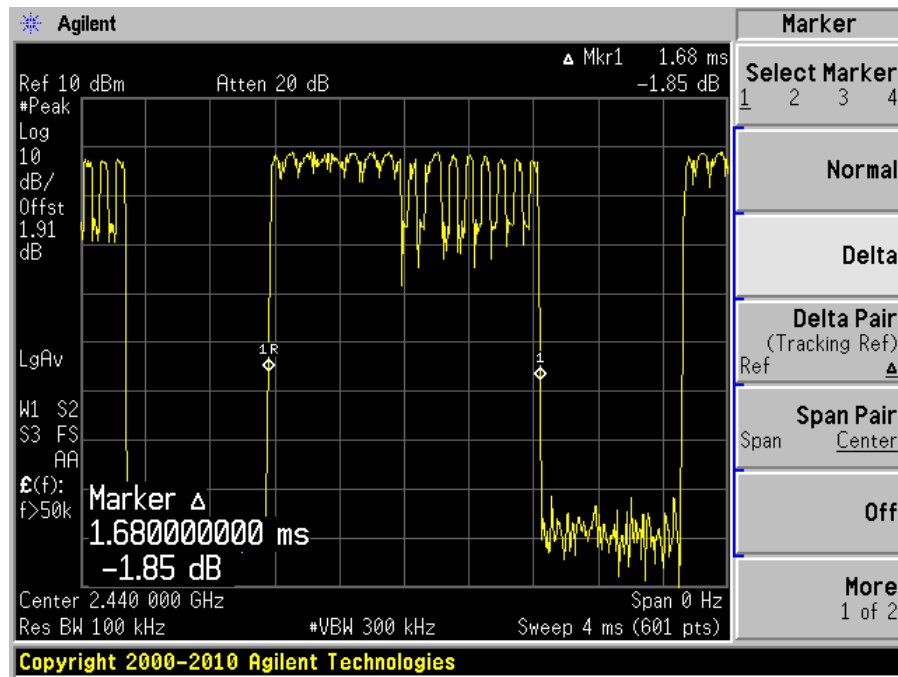 Agilent
Marker
Δ Mkr1 1.68 ms
Ref 10 dBm Atten 20 dB -1.85 dB
#Peak
Log
10
dB/
Offst
1.91
dB
1R
1
LgAv
W1 S2
S3 FS
AA
£(f):
f>50k
Marker Δ
1.680000000 ms
-1.85 dB
Center 2.440 000 GHz Span 0 Hz
Res BW 100 kHz #VBW 300 kHz Sweep 4 ms (601 pts)
Copyright 2000-2010 Agilent Technologies
Select Marker
1 2 3 4
Normal
Delta
Delta Pair
(Tracking Ref)
Ref Δ
Span Pair
Span Center
Off
More
1 of 2